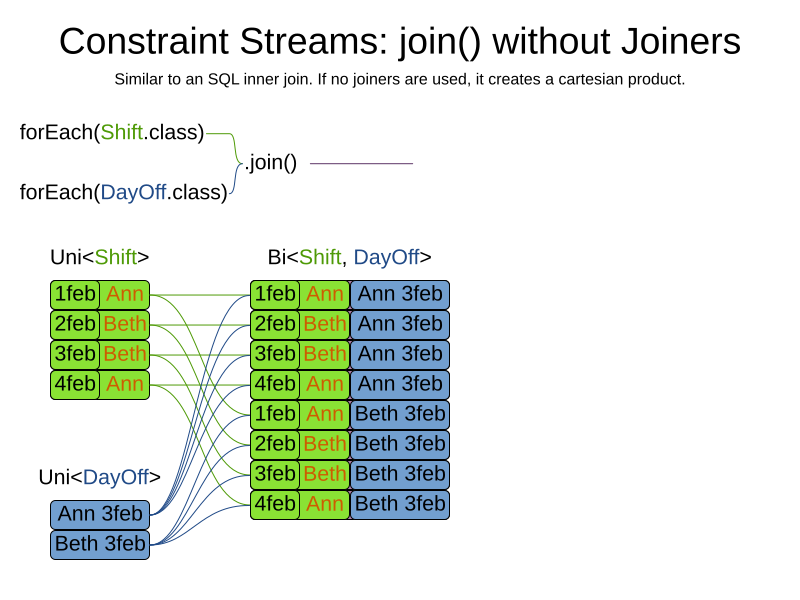 Constraint Streams: join() without Joiners
Similar to an SQL inner join. If no joiners are used, it creates a cartesian product.
forEach(Shift.class)
.join()
forEach(DayOff.class)
Uni<Shift>
1feb Ann
2feb Beth
3feb Beth
4feb Ann
Uni<DayOff>
Ann 3feb
Beth 3feb
Bi<Shift, DayOff>
1feb Ann Ann 3feb
2feb Beth Ann 3feb
3feb Beth Ann 3feb
4feb Ann Ann 3feb
1feb Ann Beth 3feb
2feb Beth Beth 3feb
3feb Beth Beth 3feb
4feb Ann Beth 3feb